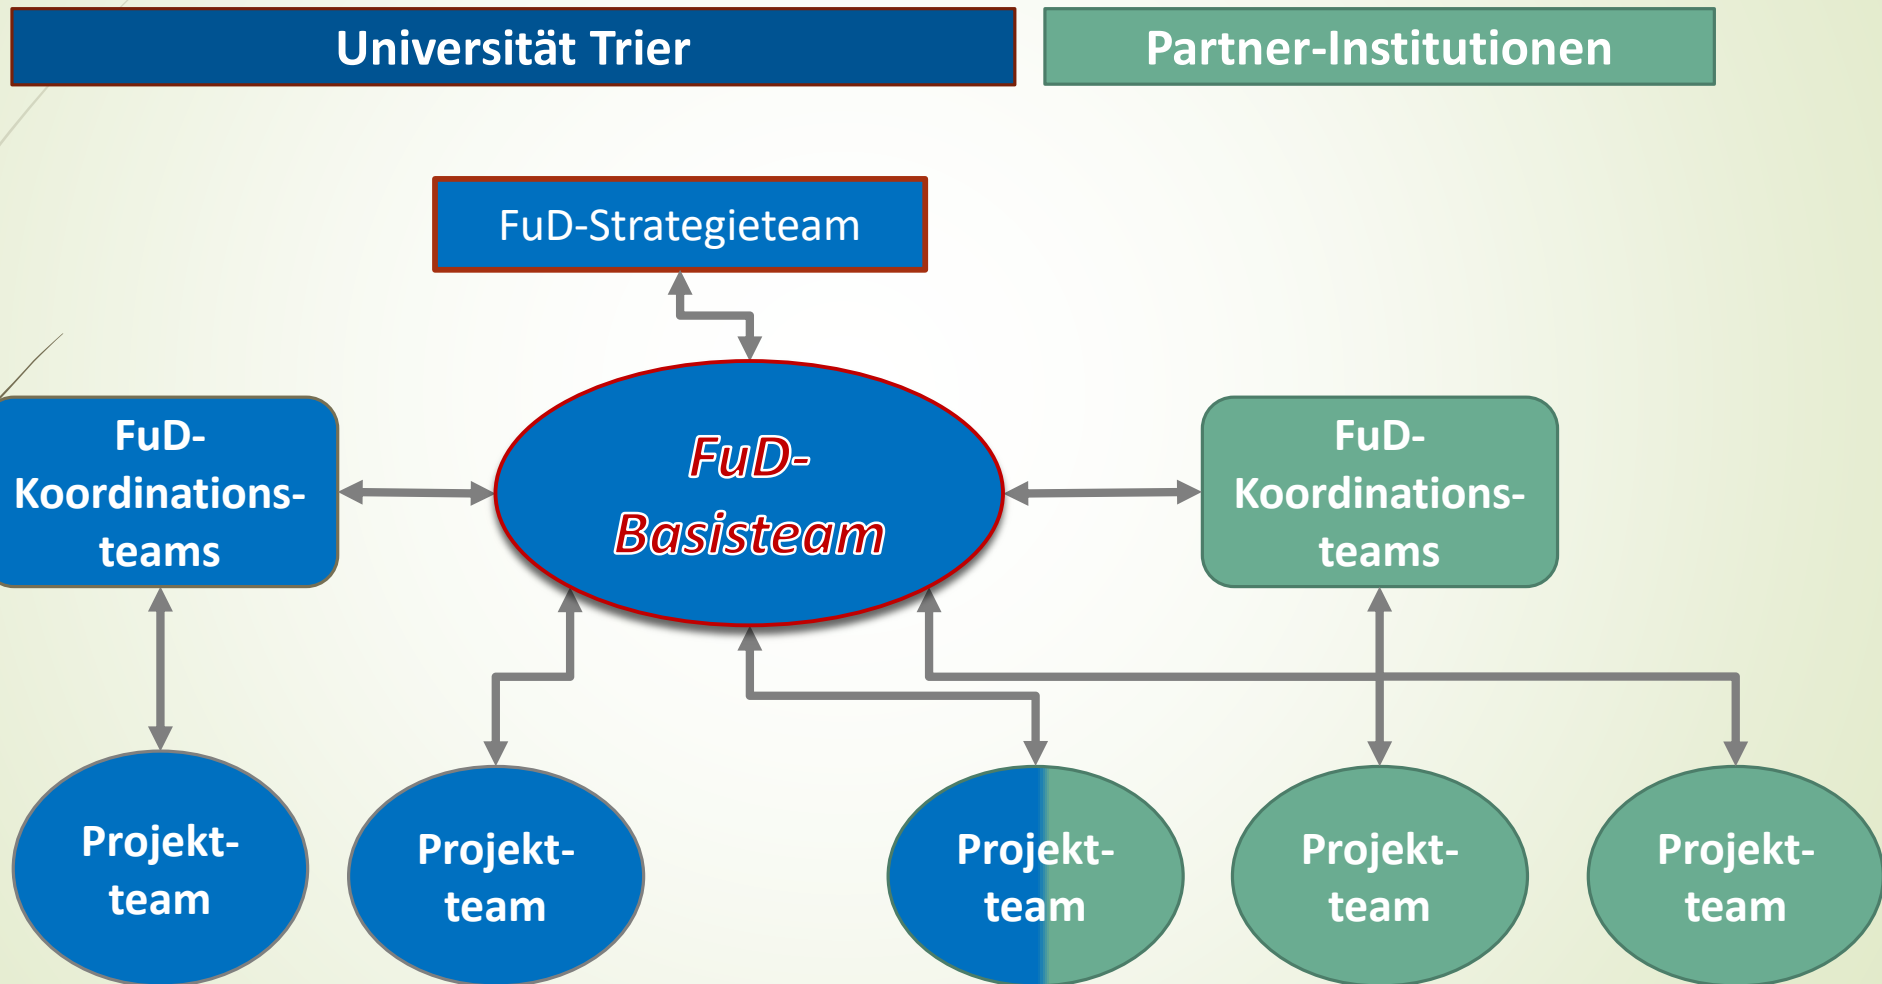 Universität Trier
Partner-Institutionen
FuD-Strategieteam
FuD-
Koordinations-
teams
FuD-
Basisteam
FuD-
Koordinations-
teams
Projekt-
team
Projekt-
team
Projekt-
team
Projekt-
team
Projekt-
team